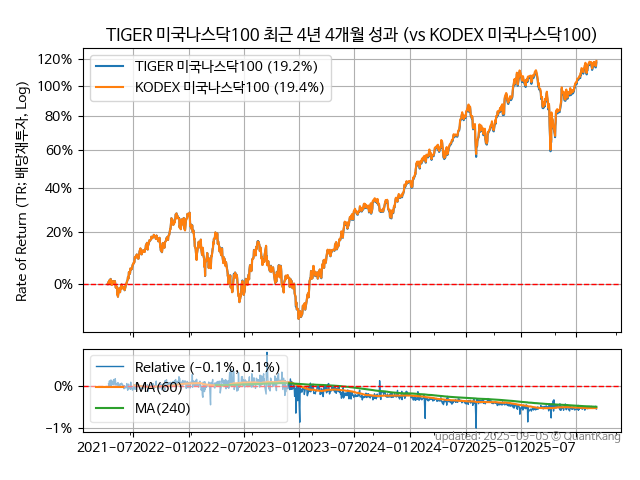 TIGER 미국나스닥100 최근 4년 4개월 성과 (vs KODEX 미국나스닥100)
Rate of Return (TR: 배당재투자, Log)
120%
100%
80%
60%
40%
20%
0%
TIGER 미국나스닥100 (19.2%)
KODEX 미국나스닥100 (19.4%)
0%
−1%
Relative (−0.1%, 0.1%)
MA(60)
MA(240)
2021-07 2022-01 2022-07 2023-01 2023-07 2024-01 2024-07 2025-01 2025-07
updated: 2025-09-05 © QuantKang